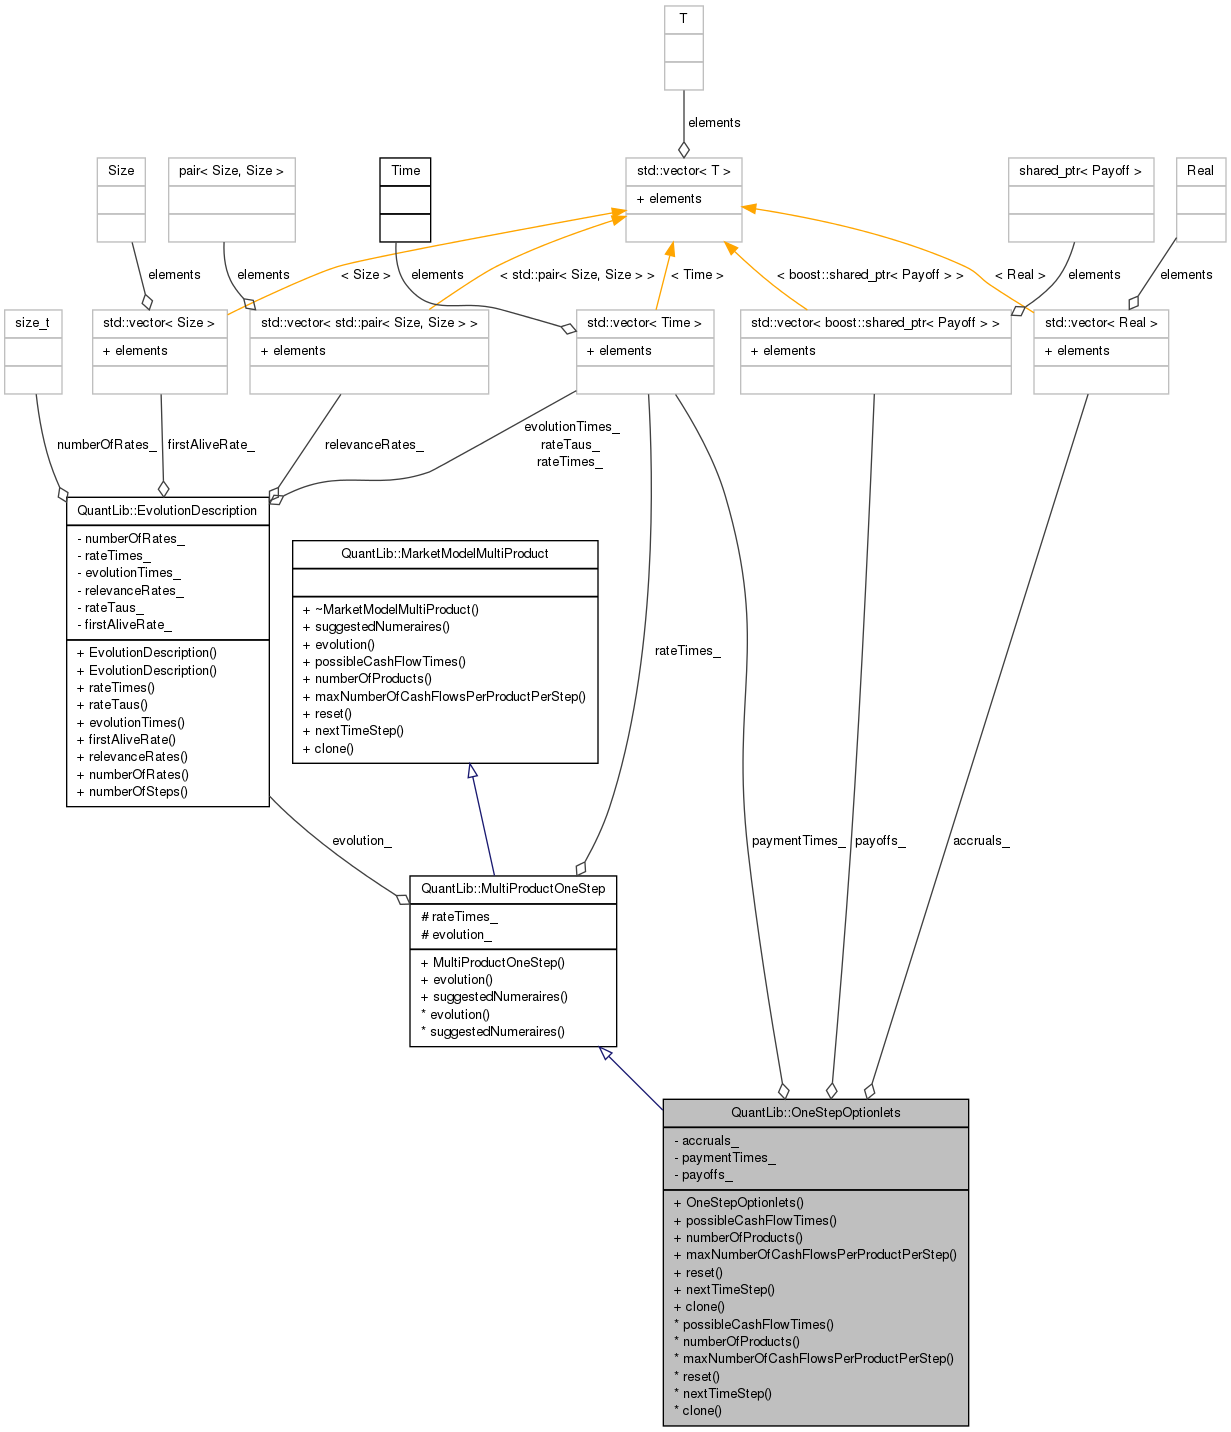 T
elements
Size
pair< Size, Size >
Time
std::vector< T >
+ elements
shared_ptr< Payoff >
Real
elements
elements
< Size >
elements
< std::pair< Size, Size > >
< Time >
< boost::shared_ptr< Payoff > >
< Real >
elements
elements
size_t
std::vector< Size >
+ elements
std::vector< std::pair< Size, Size > >
+ elements
std::vector< Time >
+ elements
std::vector< boost::shared_ptr< Payoff > >
+ elements
std::vector< Real >
+ elements
numberOfRates_
firstAliveRate_
relevanceRates_
evolutionTimes_
rateTaus_
rateTimes_
QuantLib::EvolutionDescription
- numberOfRates_
- rateTimes_
- evolutionTimes_
- relevanceRates_
- rateTaus_
- firstAliveRate_
+ EvolutionDescription()
+ EvolutionDescription()
+ rateTimes()
+ rateTaus()
+ evolutionTimes()
+ firstAliveRate()
+ relevanceRates()
+ numberOfRates()
+ numberOfSteps()
QuantLib::MarketModelMultiProduct
+ ~MarketModelMultiProduct()
+ suggestedNumeraires()
+ evolution()
+ possibleCashFlowTimes()
+ numberOfProducts()
+ maxNumberOfCashFlowsPerProductPerStep()
+ reset()
+ nextTimeStep()
+ clone()
rateTimes_
evolution_
paymentTimes_
payoffs_
accruals_
QuantLib::MultiProductOneStep
# rateTimes_
# evolution_
+ MultiProductOneStep()
+ evolution()
+ suggestedNumeraires()
* evolution()
* suggestedNumeraires()
QuantLib::OneStepOptionlets
- accruals_
- paymentTimes_
- payoffs_
+ OneStepOptionlets()
+ possibleCashFlowTimes()
+ numberOfProducts()
+ maxNumberOfCashFlowsPerProductPerStep()
+ reset()
+ nextTimeStep()
+ clone()
* possibleCashFlowTimes()
* numberOfProducts()
* maxNumberOfCashFlowsPerProductPerStep()
* reset()
* nextTimeStep()
* clone()